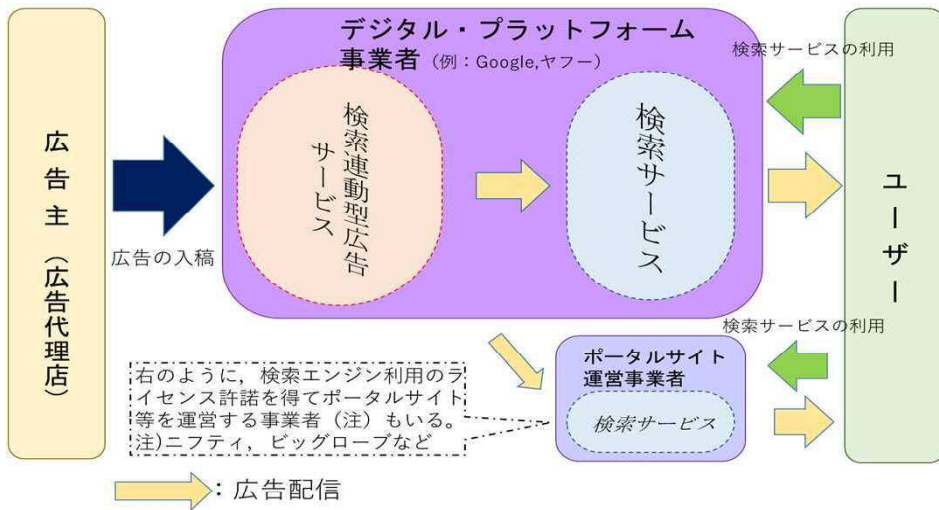 広告主（広告代理店）
広告の入稿
デジタル・プラットフォーム
事業者（例：Google,ヤフー）
検索連動型広告
サービス
検索サービス
検索サービスの利用
ユーザー
検索サービスの利用
ポータルサイト
運営事業者
検索サービス
右のように，検索エンジン利用のラ
イセンス許諾を得てポータルサイト
等を運営する事業者（注）もいる。
注)ニフティ，ビッグローブなど
：広告配信